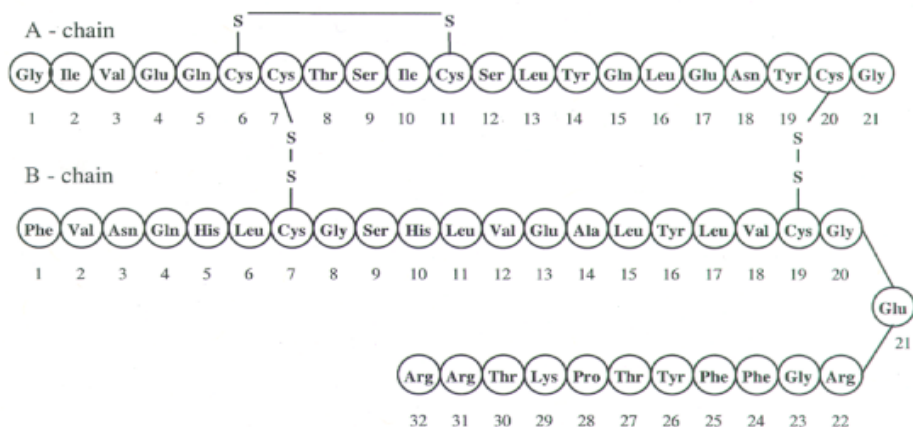 S S
A - chain
Gly Ile Val Glu Gln Cys Cys Thr Ser Ile Cys Ser Leu Tyr Gln Leu Glu Asn Tyr Cys Gly
1 2 3 4 5 6 7 8 9 10 11 12 13 14 15 16 17 18 19 20 21
S S
S S
B - chain
Phe Val Asn Gln His Leu Cys Gly Ser His Leu Val Glu Ala Leu Tyr Leu Val Cys Gly
1 2 3 4 5 6 7 8 9 10 11 12 13 14 15 16 17 18 19 20
Glu
21
Arg Arg Thr Lys Pro Thr Tyr Phe Phe Gly Arg
32 31 30 29 28 27 26 25 24 23 22